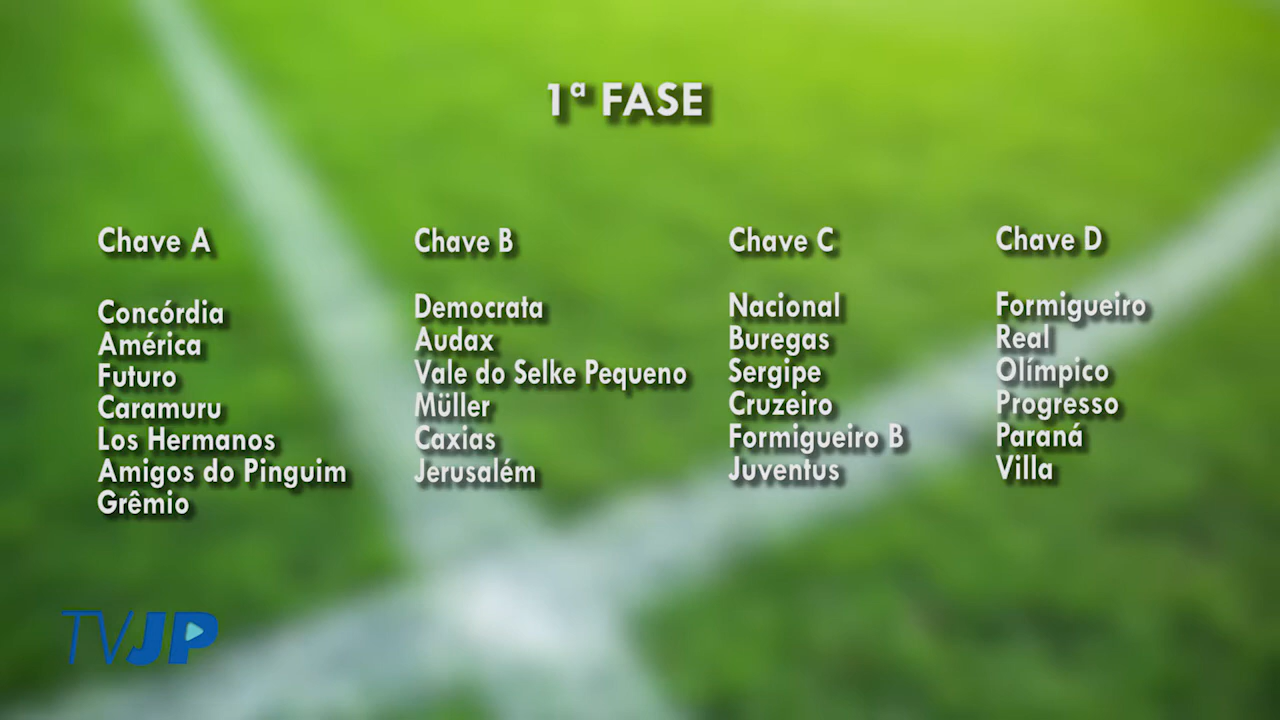 1ª FASE
Chave A
Concórdia
América
Futuro
Caramuru
Los Hermanos
Amigos do Pinguim
Grêmio
Chave B
Democrata
Audax
Vale do Selke Pequeno
Müller
Caxias
Jerusalém
Chave C
Nacional
Buregas
Sergipe
Cruzeiro
Formigueiro B
Juventus
Chave D
Formigueiro
Real
Olímpico
Progresso
Paraná
Villa
TVJP